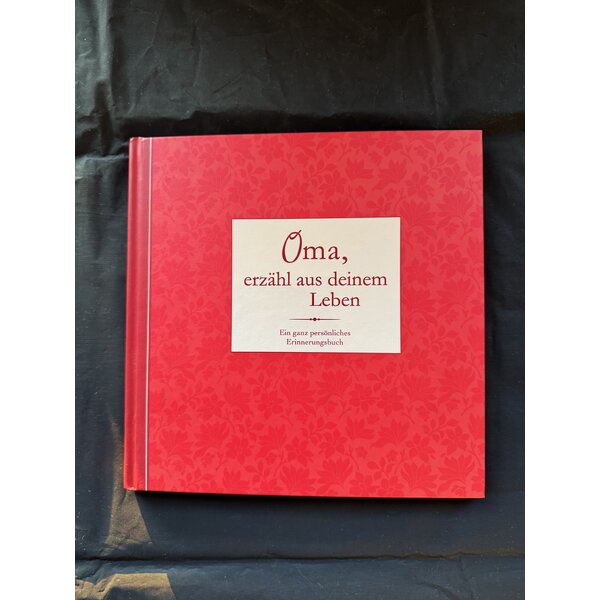 Oma,
erzähl aus deinem
Leben
Ein ganz persönliches
Erinnerungsbuch